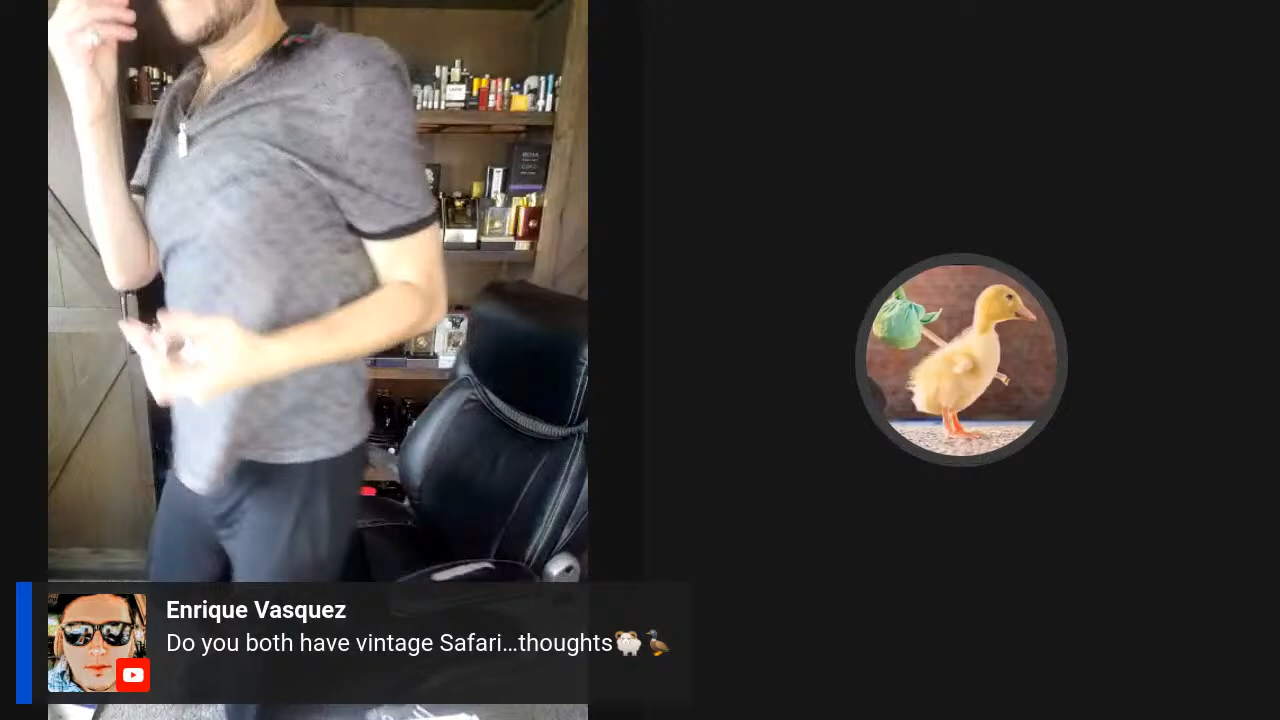 Enrique Vasquez
Do you both have vintage Safari...thoughts🐏🦆